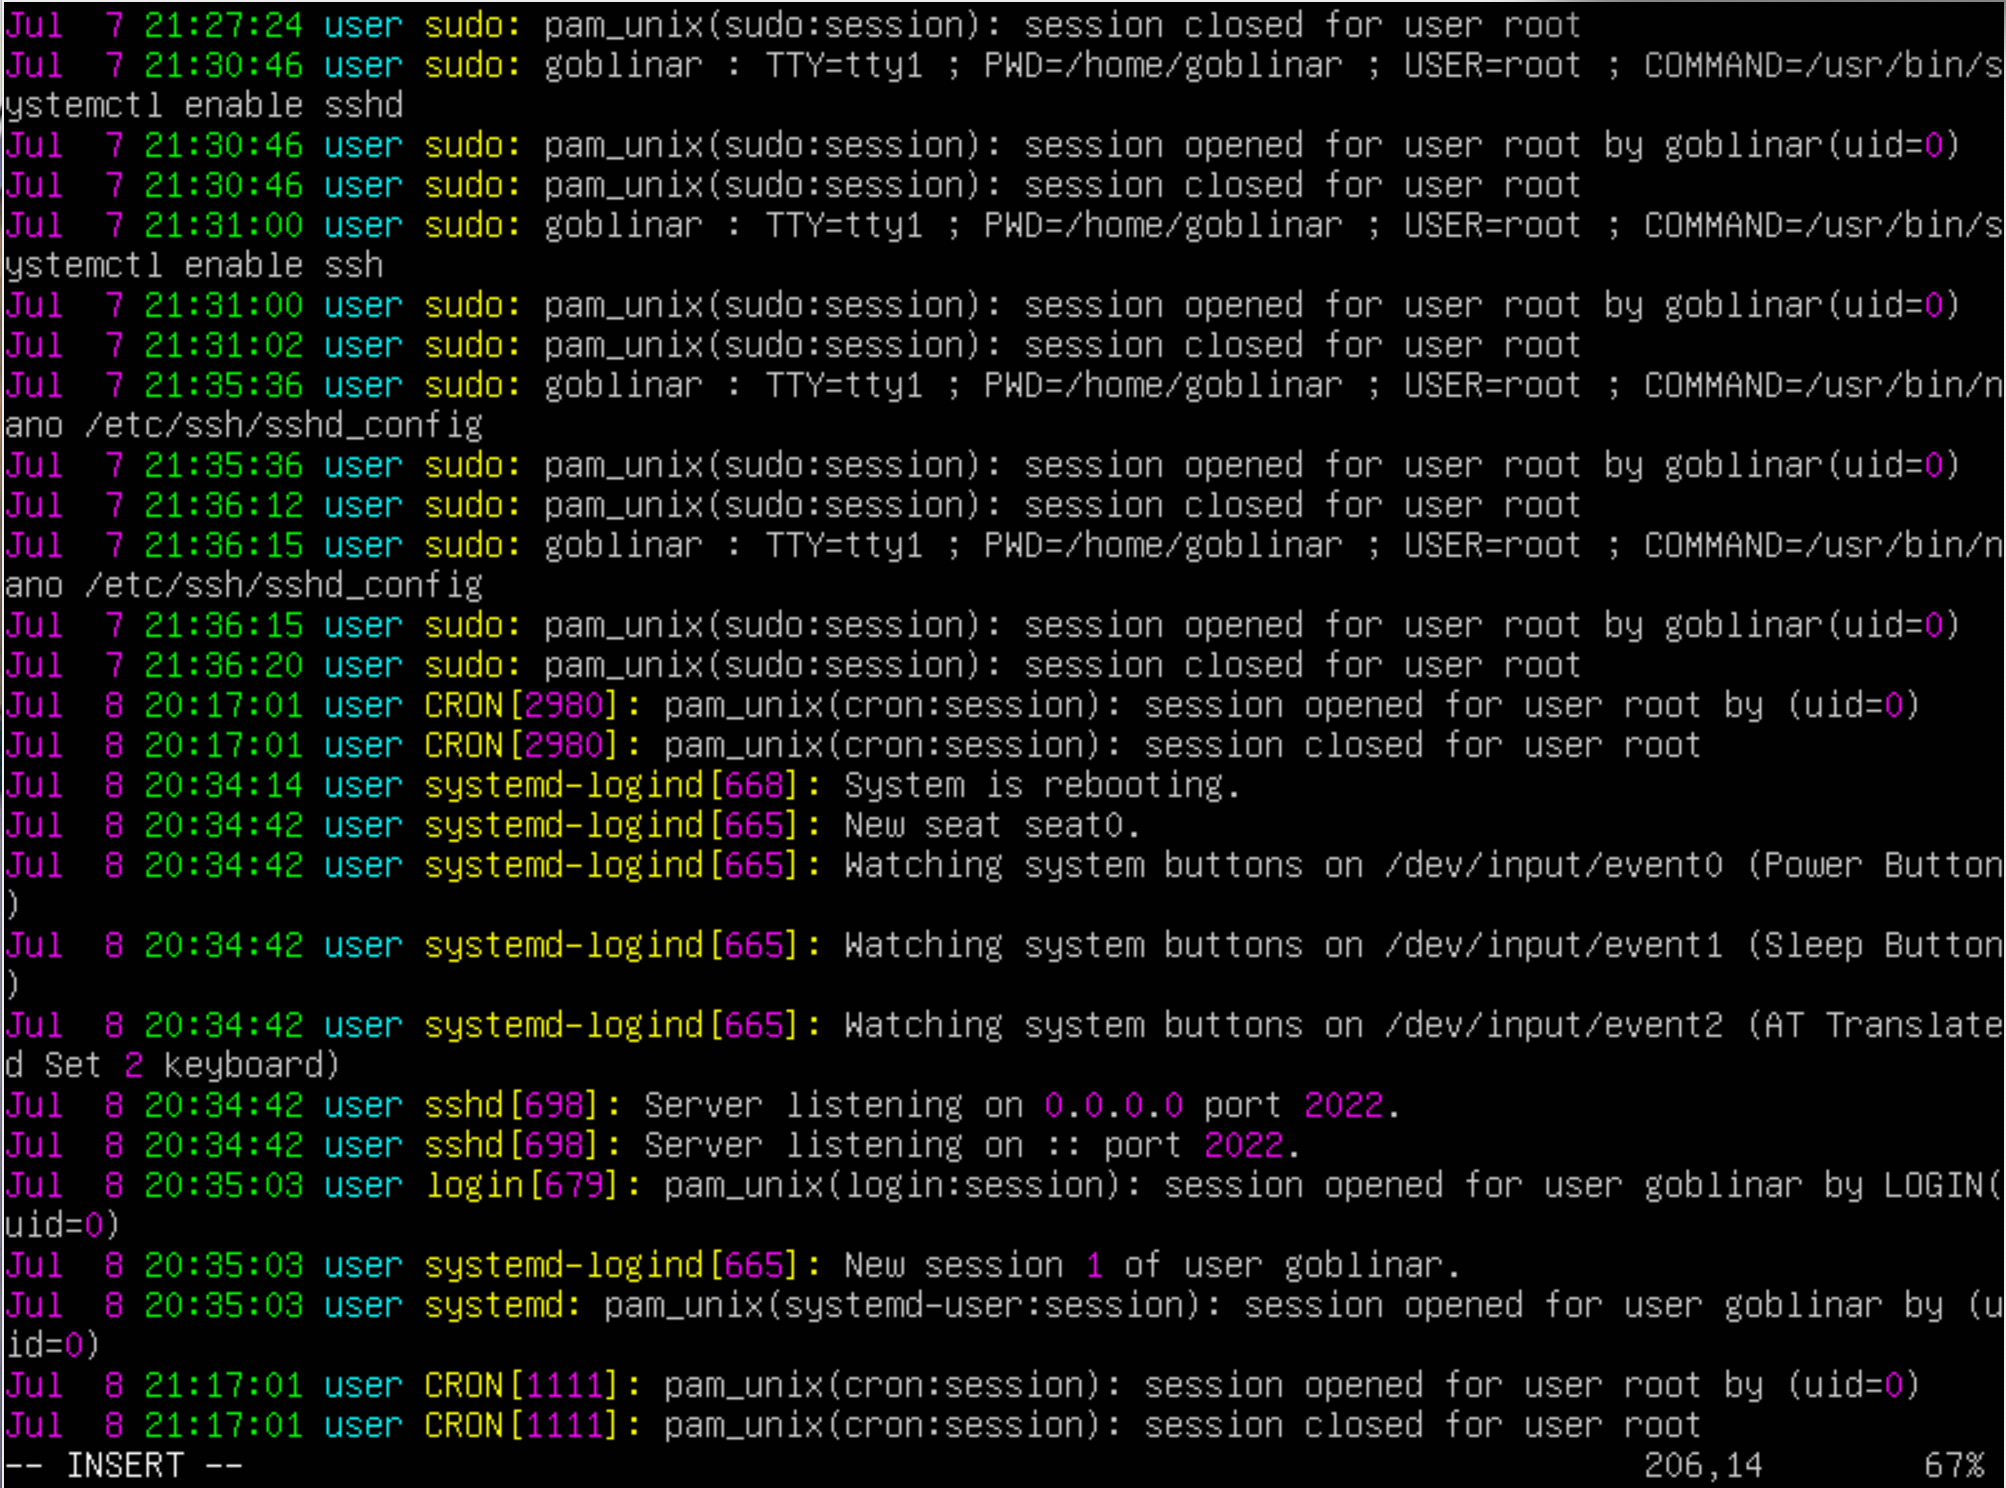 Jul  7 21:27:24 user sudo: pam_unix(sudo:session): session closed for user root
Jul  7 21:30:46 user sudo: goblinar : TTY=tty1 ; PWD=/home/goblinar ; USER=root ; COMMAND=/usr/bin/s
ystemctl enable sshd
Jul  7 21:30:46 user sudo: pam_unix(sudo:session): session opened for user root by goblinar(uid=0)
Jul  7 21:30:46 user sudo: pam_unix(sudo:session): session closed for user root
Jul  7 21:31:00 user sudo: goblinar : TTY=tty1 ; PWD=/home/goblinar ; USER=root ; COMMAND=/usr/bin/s
ystemctl enable ssh
Jul  7 21:31:00 user sudo: pam_unix(sudo:session): session opened for user root by goblinar(uid=0)
Jul  7 21:31:02 user sudo: pam_unix(sudo:session): session closed for user root
Jul  7 21:35:36 user sudo: goblinar : TTY=tty1 ; PWD=/home/goblinar ; USER=root ; COMMAND=/usr/bin/n
ano /etc/ssh/sshd_config
Jul  7 21:35:36 user sudo: pam_unix(sudo:session): session opened for user root by goblinar(uid=0)
Jul  7 21:36:12 user sudo: pam_unix(sudo:session): session closed for user root
Jul  7 21:36:15 user sudo: goblinar : TTY=tty1 ; PWD=/home/goblinar ; USER=root ; COMMAND=/usr/bin/n
ano /etc/ssh/sshd_config
Jul  7 21:36:15 user sudo: pam_unix(sudo:session): session opened for user root by goblinar(uid=0)
Jul  7 21:36:20 user sudo: pam_unix(sudo:session): session closed for user root
Jul  8 20:17:01 user CRON[2980]: pam_unix(cron:session): session opened for user root by (uid=0)
Jul  8 20:17:01 user CRON[2980]: pam_unix(cron:session): session closed for user root
Jul  8 20:34:14 user systemd-logind[668]: System is rebooting.
Jul  8 20:34:42 user systemd-logind[665]: New seat seat0.
Jul  8 20:34:42 user systemd-logind[665]: Watching system buttons on /dev/input/event0 (Power Button
)
Jul  8 20:34:42 user systemd-logind[665]: Watching system buttons on /dev/input/event1 (Sleep Button
)
Jul  8 20:34:42 user systemd-logind[665]: Watching system buttons on /dev/input/event2 (AT Translate
d Set 2 keyboard)
Jul  8 20:34:42 user sshd[698]: Server listening on 0.0.0.0 port 2022.
Jul  8 20:34:42 user sshd[698]: Server listening on :: port 2022.
Jul  8 20:35:03 user login[679]: pam_unix(login:session): session opened for user goblinar by LOGIN(
uid=0)
Jul  8 20:35:03 user systemd-logind[665]: New session 1 of user goblinar.
Jul  8 20:35:03 user systemd: pam_unix(systemd-user:session): session opened for user goblinar by (u
id=0)
Jul  8 21:17:01 user CRON[1111]: pam_unix(cron:session): session opened for user root by (uid=0)
Jul  8 21:17:01 user CRON[1111]: pam_unix(cron:session): session closed for user root
-- INSERT -- 206,14 67%